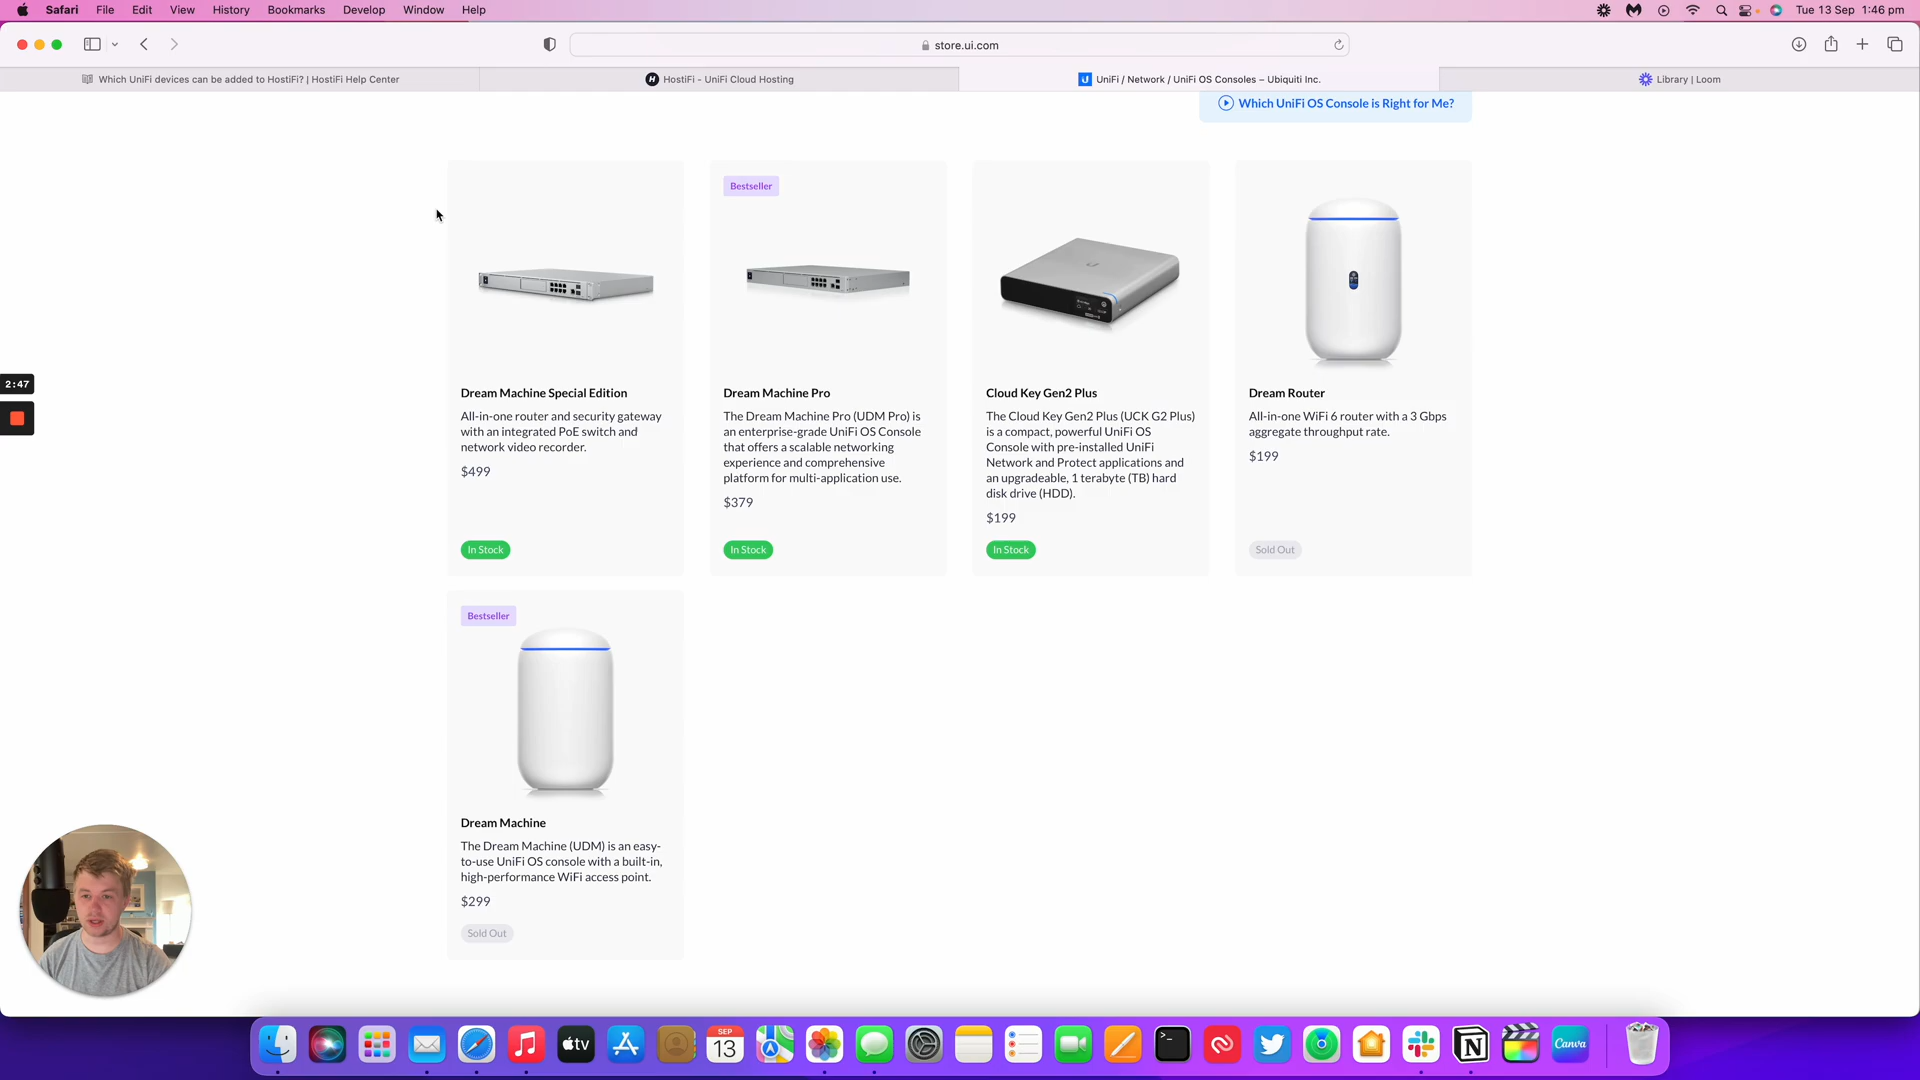 Safari File Edit View History Bookmarks Develop Window Help
Tue 13 Sep 1:46 pm
store.ui.com
Which UniFi devices can be added to HostiFi? | HostiFi Help Center
HostiFi - UniFi Cloud Hosting
UniFi / Network / UniFi OS Consoles – Ubiquiti Inc.
Library | Loom
Which UniFi OS Console is Right for Me?
Dream Machine Special Edition
All-in-one router and security gateway
with an integrated PoE switch and
network video recorder.
$499
In Stock
Bestseller
Dream Machine Pro
The Dream Machine Pro (UDM Pro) is
an enterprise-grade UniFi OS Console
that offers a scalable networking
experience and comprehensive
platform for multi-application use.
$379
In Stock
Cloud Key Gen2 Plus
The Cloud Key Gen2 Plus (UCK G2 Plus)
is a compact, powerful UniFi OS
Console with pre-installed UniFi
Network and Protect applications and
an upgradeable, 1 terabyte (TB) hard
disk drive (HDD).
$199
In Stock
Dream Router
All-in-one WiFi 6 router with a 3 Gbps
aggregate throughput rate.
$199
Sold Out
2:47
Bestseller
Dream Machine
The Dream Machine (UDM) is an easy-
to-use UniFi OS console with a built-in,
high-performance WiFi access point.
$299
Sold Out
tv
SEP
13
Canva